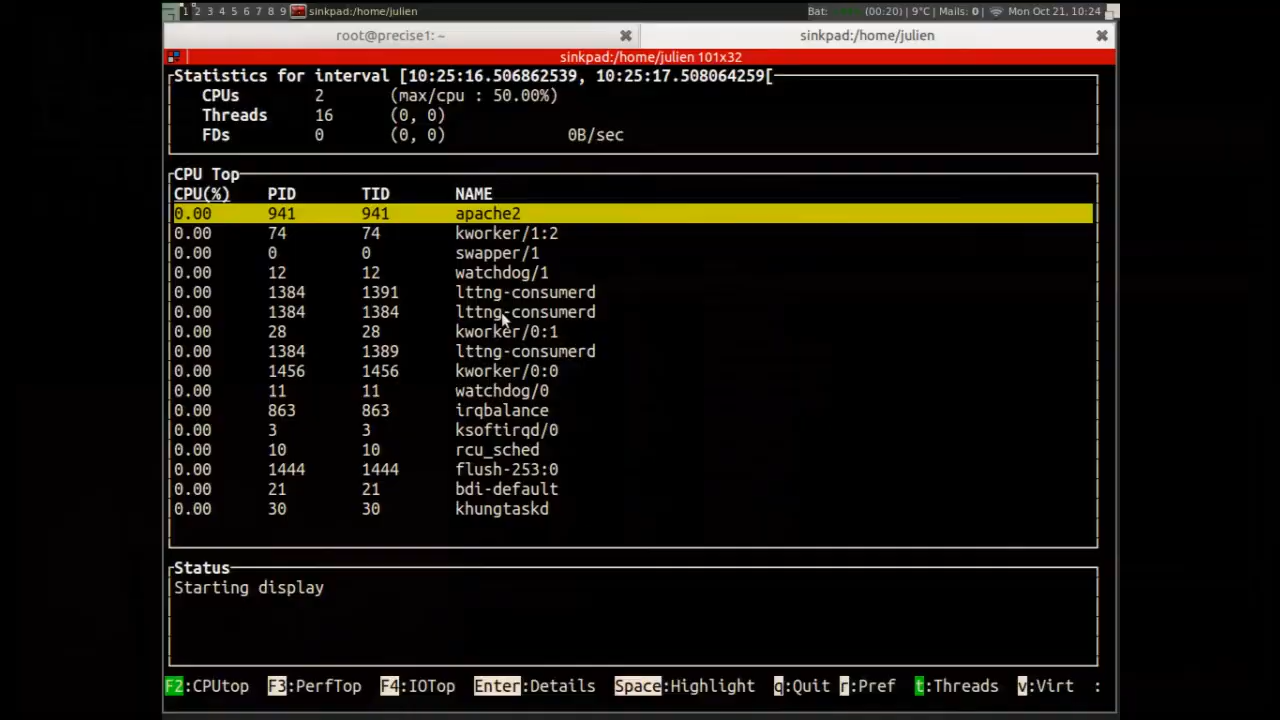 1 2 3 4 5 6 7 8 9 sinkpad:/home/julien Bat: (00:20) | 9°C | Mails: 0 | Mon Oct 21, 10:24
root@precise1: ~ sinkpad:/home/julien
sinkpad:/home/julien 101x32
Statistics for interval [10:25:16.506862539, 10:25:17.508064259[
CPUs 2 (max/cpu : 50.00%)
Threads 16 (0, 0)
FDs 0 (0, 0) 0B/sec
CPU Top
CPU(%) PID TID NAME
0.00 941 941 apache2
0.00 74 74 kworker/1:2
0.00 0 0 swapper/1
0.00 12 12 watchdog/1
0.00 1384 1391 lttng-consumerd
0.00 1384 1384 lttng-consumerd
0.00 28 28 kworker/0:1
0.00 1384 1389 lttng-consumerd
0.00 1456 1456 kworker/0:0
0.00 11 11 watchdog/0
0.00 863 863 irqbalance
0.00 3 3 ksoftirqd/0
0.00 10 10 rcu_sched
0.00 1444 1444 flush-253:0
0.00 21 21 bdi-default
0.00 30 30 khungtaskd
Status
Starting display
F2:CPUtop F3:PerfTop F4:IOTop Enter:Details Space:Highlight q:Quit r:Pref t:Threads v:Virt :